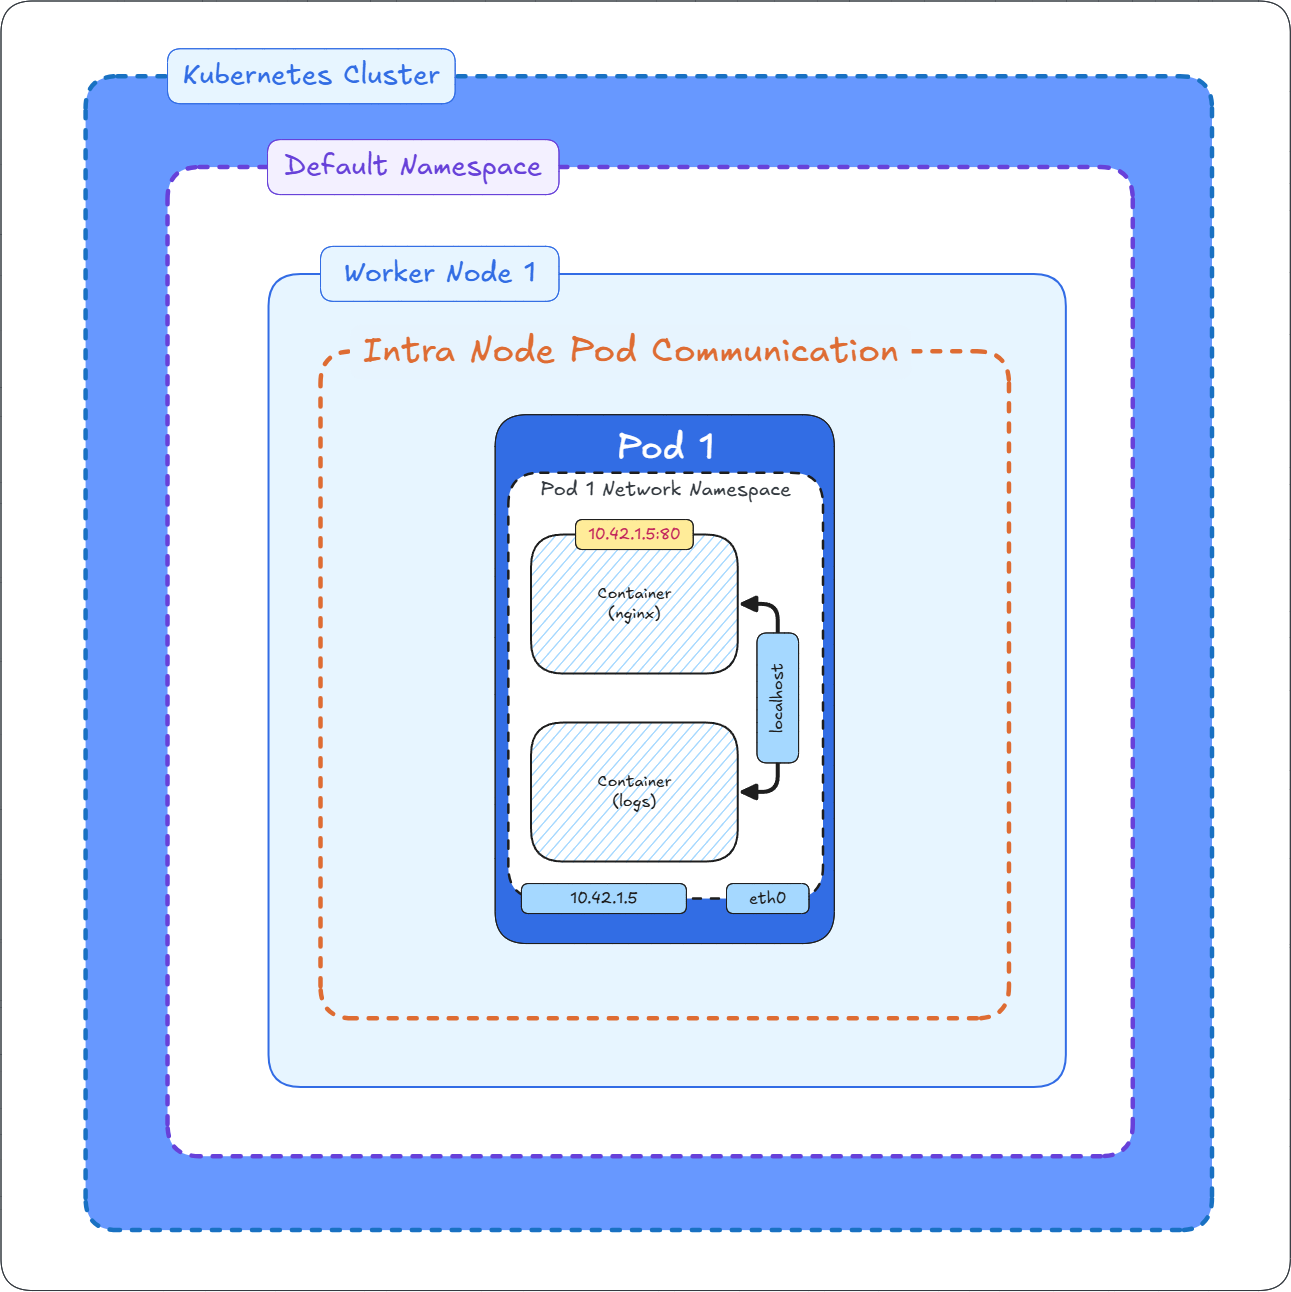 Kubernetes Cluster
Default Namespace
Worker Node 1
Intra Node Pod Communication
Pod 1
Pod 1 Network Namespace
10.42.1.5:80
Container
(nginx)
localhost
Container
(logs)
10.42.1.5
eth0